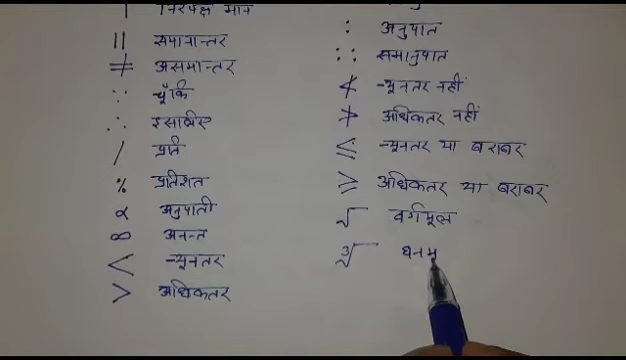 | निरपेक्ष मान
|| समानान्तर
≠ असमान्तर
∵ चूँकि
∴ इसलिए
/ प्रति
% प्रतिशत
∝ अनुपाती
∞ अनन्त
< न्यूनतर
> अधिकतर
: अनुपात
:: समानुपात
≮ न्यूनतर नहीं
≯ अधिकतर नहीं
≤ न्यूनतर या बराबर
≥ अधिकतर या बराबर
√ वर्गमूल
∛ घनम